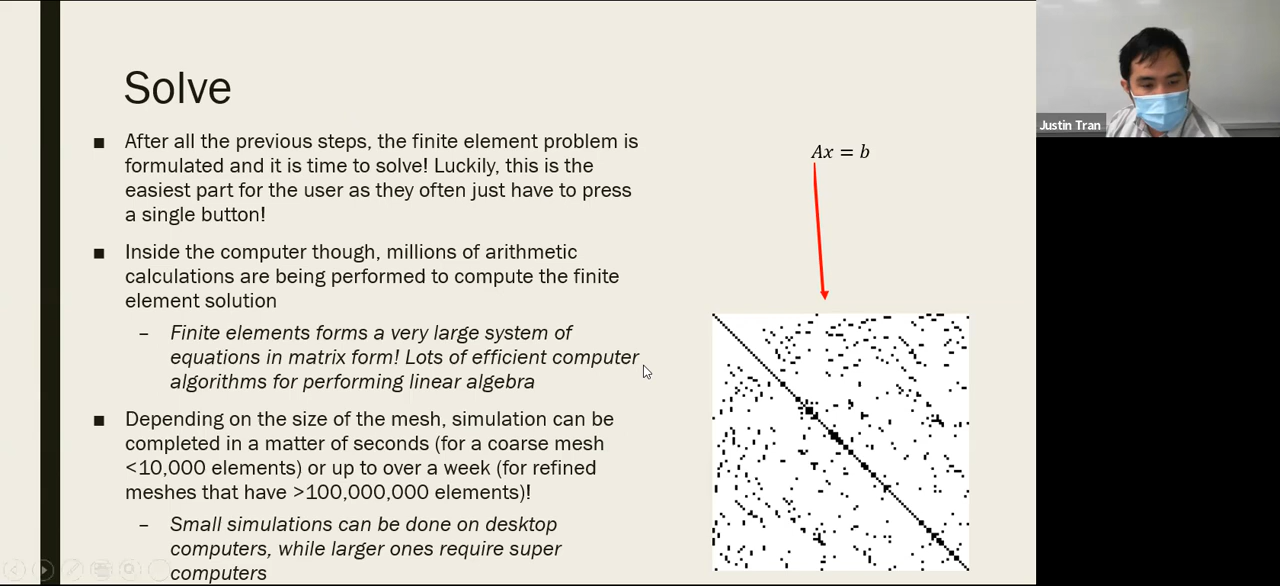 Solve
■ After all the previous steps, the finite element problem is
formulated and it is time to solve! Luckily, this is the
easiest part for the user as they often just have to press
a single button!
■ Inside the computer though, millions of arithmetic
calculations are being performed to compute the finite
element solution
– Finite elements forms a very large system of
equations in matrix form! Lots of efficient computer
algorithms for performing linear algebra
■ Depending on the size of the mesh, simulation can be
completed in a matter of seconds (for a coarse mesh
<10,000 elements) or up to over a week (for refined
meshes that have >100,000,000 elements)!
– Small simulations can be done on desktop
computers, while larger ones require super
computers
Ax = b
Justin Tran